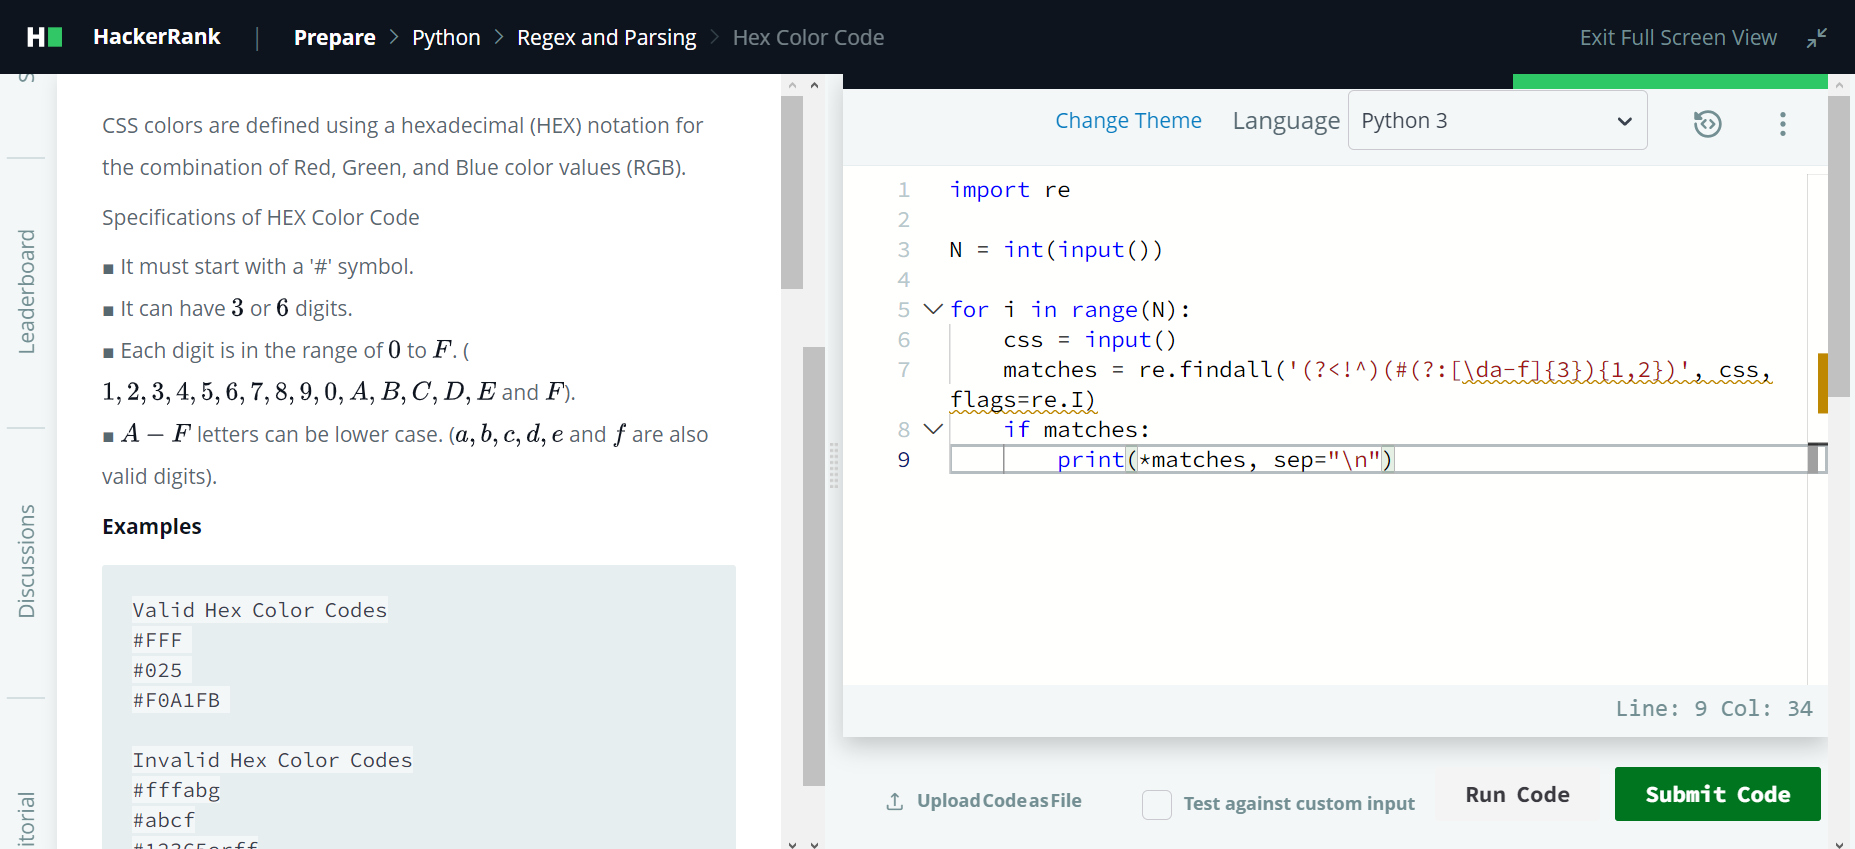 HackerRank | Prepare > Python > Regex and Parsing > Hex Color Code
Exit Full Screen View
Leaderboard
Discussions
itorial
CSS colors are defined using a hexadecimal (HEX) notation for
the combination of Red, Green, and Blue color values (RGB).
Specifications of HEX Color Code
■ It must start with a '#' symbol.
■ It can have 3 or 6 digits.
■ Each digit is in the range of 0 to F. (
1, 2, 3, 4, 5, 6, 7, 8, 9, 0, A, B, C, D, E and F).
■ A − F letters can be lower case. (a, b, c, d, e and f are also
valid digits).
Examples
Valid Hex Color Codes
#FFF
#025
#F0A1FB
Invalid Hex Color Codes
#fffabg
#abcf
Change Theme Language Python 3
1 import re
2
3 N = int(input())
4
5 for i in range(N):
6 css = input()
7 matches = re.findall('(?<!^)(#(?:[\da-f]{3}){1,2})', css,
flags=re.I)
8 if matches:
9 print(*matches, sep="\n")
Line: 9 Col: 34
Upload Code as File
Test against custom input
Run Code
Submit Code